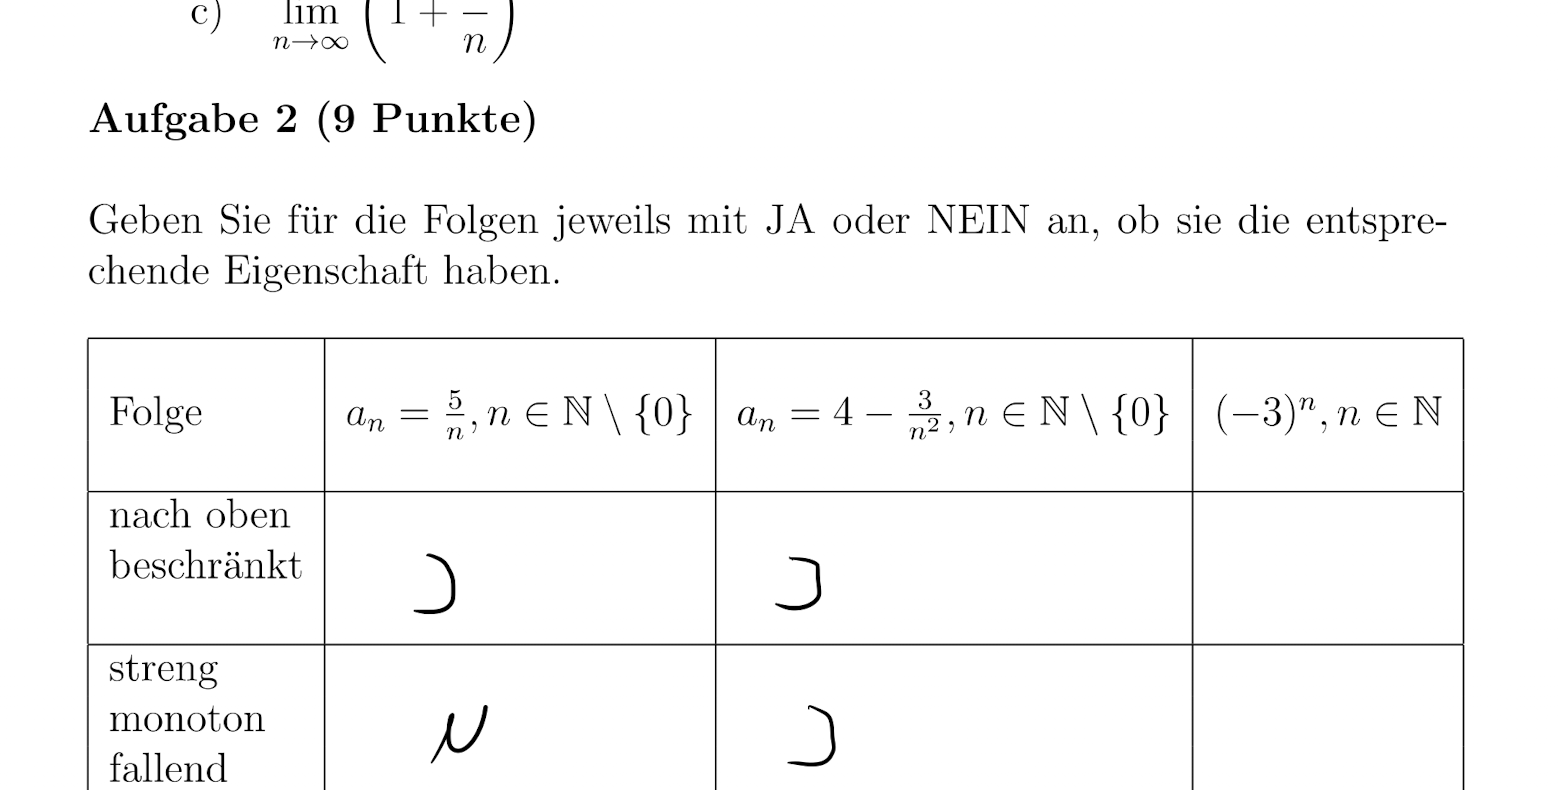 c) lim n→∞ (1 + – n)
Aufgabe 2 (9 Punkte)
Geben Sie für die Folgen jeweils mit JA oder NEIN an, ob sie die entspre-
chende Eigenschaft haben.
Folge aₙ = 5/n, n ∈ ℕ \ {0} aₙ = 4 − 3/n², n ∈ ℕ \ {0} (−3)ⁿ, n ∈ ℕ
nach oben
beschränkt
J J
streng
monoton
N J
fallend